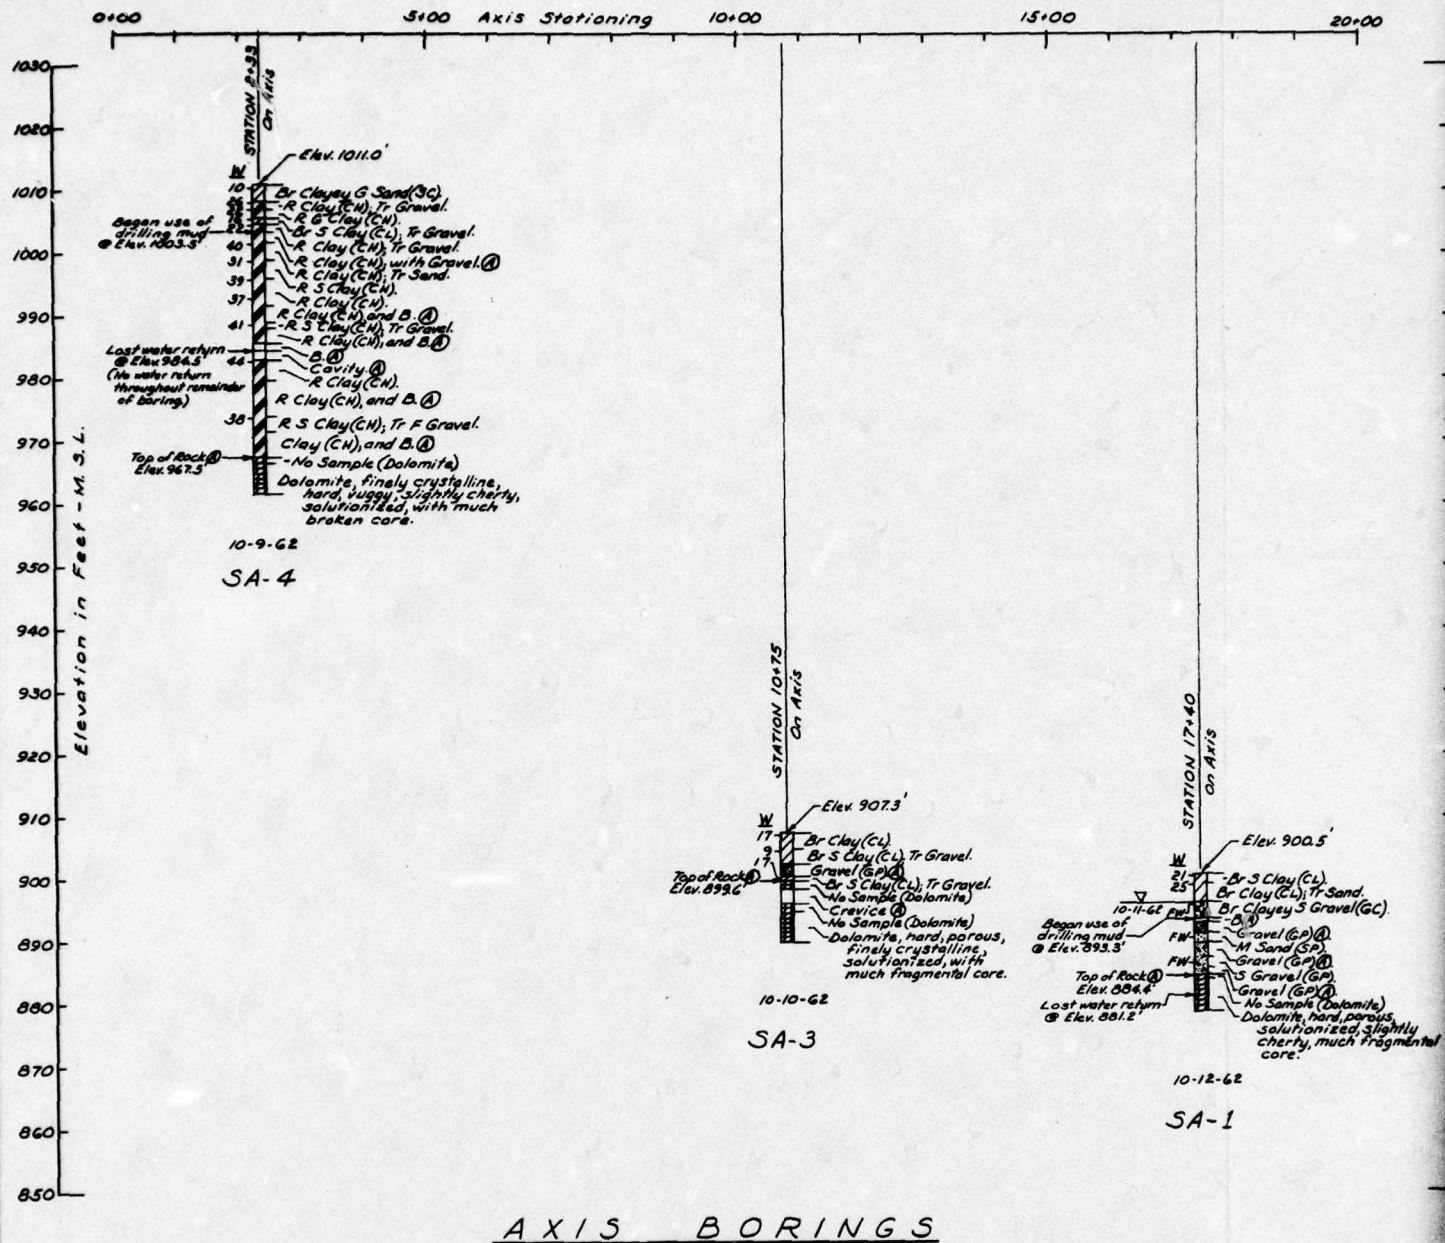 0+00 5+00 Axis Stationing 10+00 15+00 20+00
Elevation in Feet - M.S.L.
1030
1020
1010
1000
990
980
970
960
950
940
930
920
910
900
890
880
870
860
850
STATION 2+33
On Axis
Elev. 1011.0'
W
10
22
40
31
39
37
41
44
38
Began use of
drilling mud
@ Elev. 1003.5'
Lost water return
@ Elev. 984.5'
(No water return
throughout remainder
of boring)
Top of Rock Ⓐ
Elev. 967.5'
Br Clayey G Sand (SC).
R Clay (CH); Tr Gravel.
R G Clay (CH).
Br S Clay (CL); Tr Gravel.
R Clay (CH); Tr Gravel.
R Clay (CH); with Gravel. Ⓐ
R Clay (CH); Tr Sand.
R S Clay (CH).
R Clay (CH).
R Clay (CH) and B. Ⓐ
R S Clay (CH); Tr Gravel.
R Clay (CH); and B. Ⓐ
B. Ⓐ
Cavity. Ⓐ
R Clay (CH).
R Clay (CH), and B. Ⓐ
R S Clay (CH); Tr F Gravel.
Clay (CH), and B. Ⓐ
No Sample (Dolomite)
Dolomite, finely crystalline,
hard, vuggy, slightly cherty,
solutionized, with much
broken core.
10-9-62
SA-4
STATION 10+75
On Axis
Elev. 907.3'
W
17
9
17
Top of Rock Ⓐ
Elev. 899.6'
Br Clay (CL).
Br S Clay (CL); Tr Gravel.
Gravel (GP) Ⓐ
Br S Clay (CL); Tr Gravel.
No Sample (Dolomite)
Crevice Ⓐ
No Sample (Dolomite)
Dolomite, hard, porous,
finely crystalline,
solutionized, with
much fragmental core.
10-10-62
SA-3
STATION 17+40
On Axis
Elev. 900.5'
W
21
25
10-11-62
FW
FW
FW
Began use of
drilling mud
@ Elev. 893.3'
Top of Rock Ⓐ
Elev. 884.4'
Lost water return
@ Elev. 881.2'
Br S Clay (CL).
Br Clay (CL); Tr Sand.
Br Clayey S Gravel (GC).
B. Ⓐ
Gravel (GP) Ⓐ
M Sand (SP).
Gravel (GP) Ⓐ
S Gravel (GP).
Gravel (GP) Ⓐ
No Sample (Dolomite)
Dolomite, hard, porous,
solutionized, slightly
cherty, much fragmental
core.
10-12-62
SA-1
AXIS BORINGS